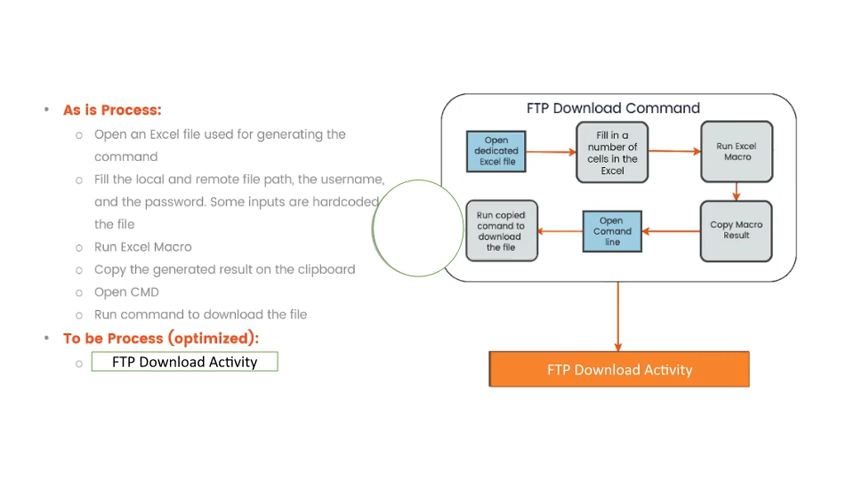 As is Process:
Open an Excel file used for generating the
command
Fill the local and remote file path, the username,
and the password. Some inputs are hardcoded
the file
Run Excel Macro
Copy the generated result on the clipboard
Open CMD
Run command to download the file
To be Process (optimized):
FTP Download Activity
FTP Download Command
Open
dedicated
Excel file
Fill in a
number of
cells in the
Excel
Run Excel
Macro
Copy Macro
Result
Open
Comand
line
Run copied
comand to
download
the file
FTP Download Activity